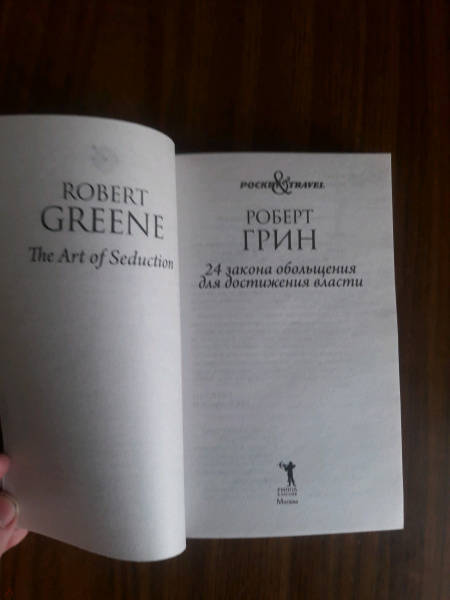 ROBERT
GREENE
The Art of Seduction
POCKET&TRAVEL
РОБЕРТ
ГРИН
24 закона обольщения
для достижения власти
Москва